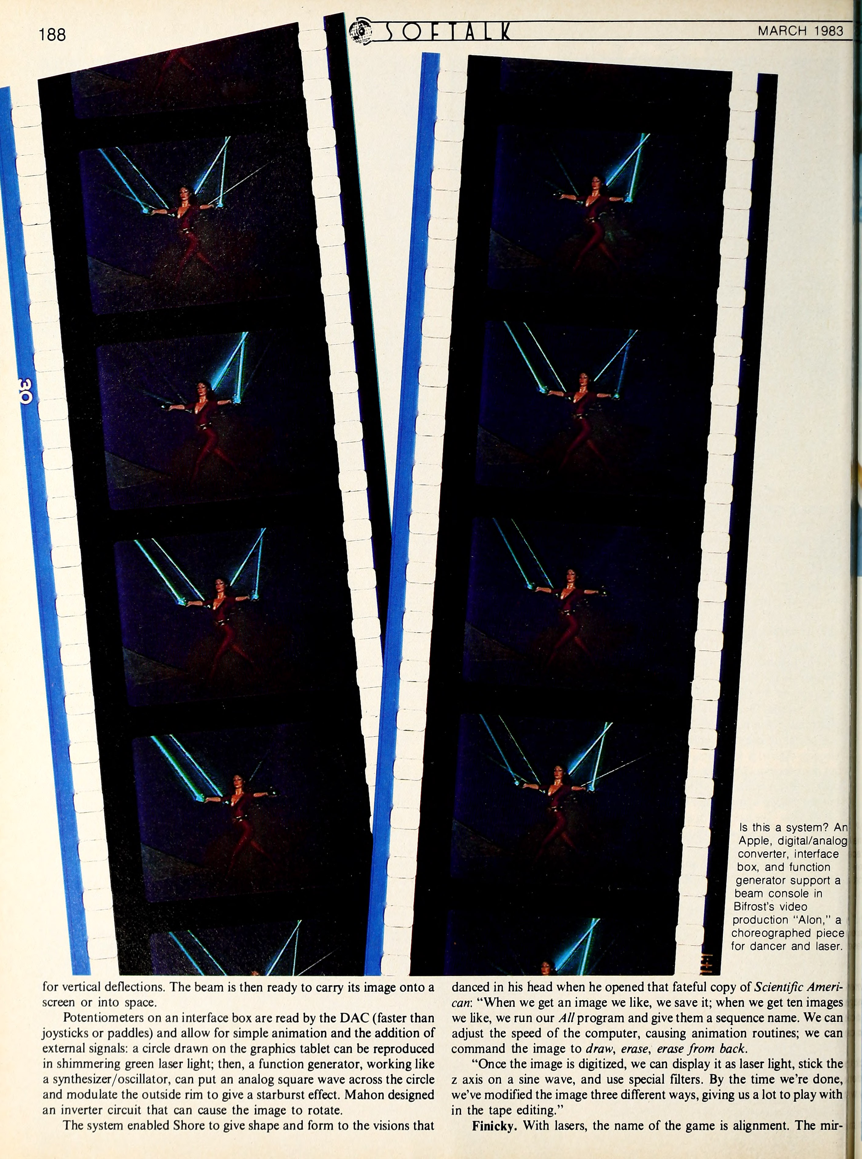 188
SOFTALK
MARCH 1983
30
Is this a system? An
Apple, digital/analog
converter, interface
box, and function
generator support a
beam console in
Bifrost's video
production "Alon," a
choreographed piece
for dancer and laser.
for vertical deflections. The beam is then ready to carry its image onto a
screen or into space.
Potentiometers on an interface box are read by the DAC (faster than
joysticks or paddles) and allow for simple animation and the addition of
external signals: a circle drawn on the graphics tablet can be reproduced
in shimmering green laser light; then, a function generator, working like
a synthesizer/oscillator, can put an analog square wave across the circle
and modulate the outside rim to give a starburst effect. Mahon designed
an inverter circuit that can cause the image to rotate.
The system enabled Shore to give shape and form to the visions that
danced in his head when he opened that fateful copy of Scientific Ameri-
can: "When we get an image we like, we save it; when we get ten images
we like, we run our All program and give them a sequence name. We can
adjust the speed of the computer, causing animation routines; we can
command the image to draw, erase, erase from back.
"Once the image is digitized, we can display it as laser light, stick the
z axis on a sine wave, and use special filters. By the time we're done,
we've modified the image three different ways, giving us a lot to play with
in the tape editing."
Finicky. With lasers, the name of the game is alignment. The mir-